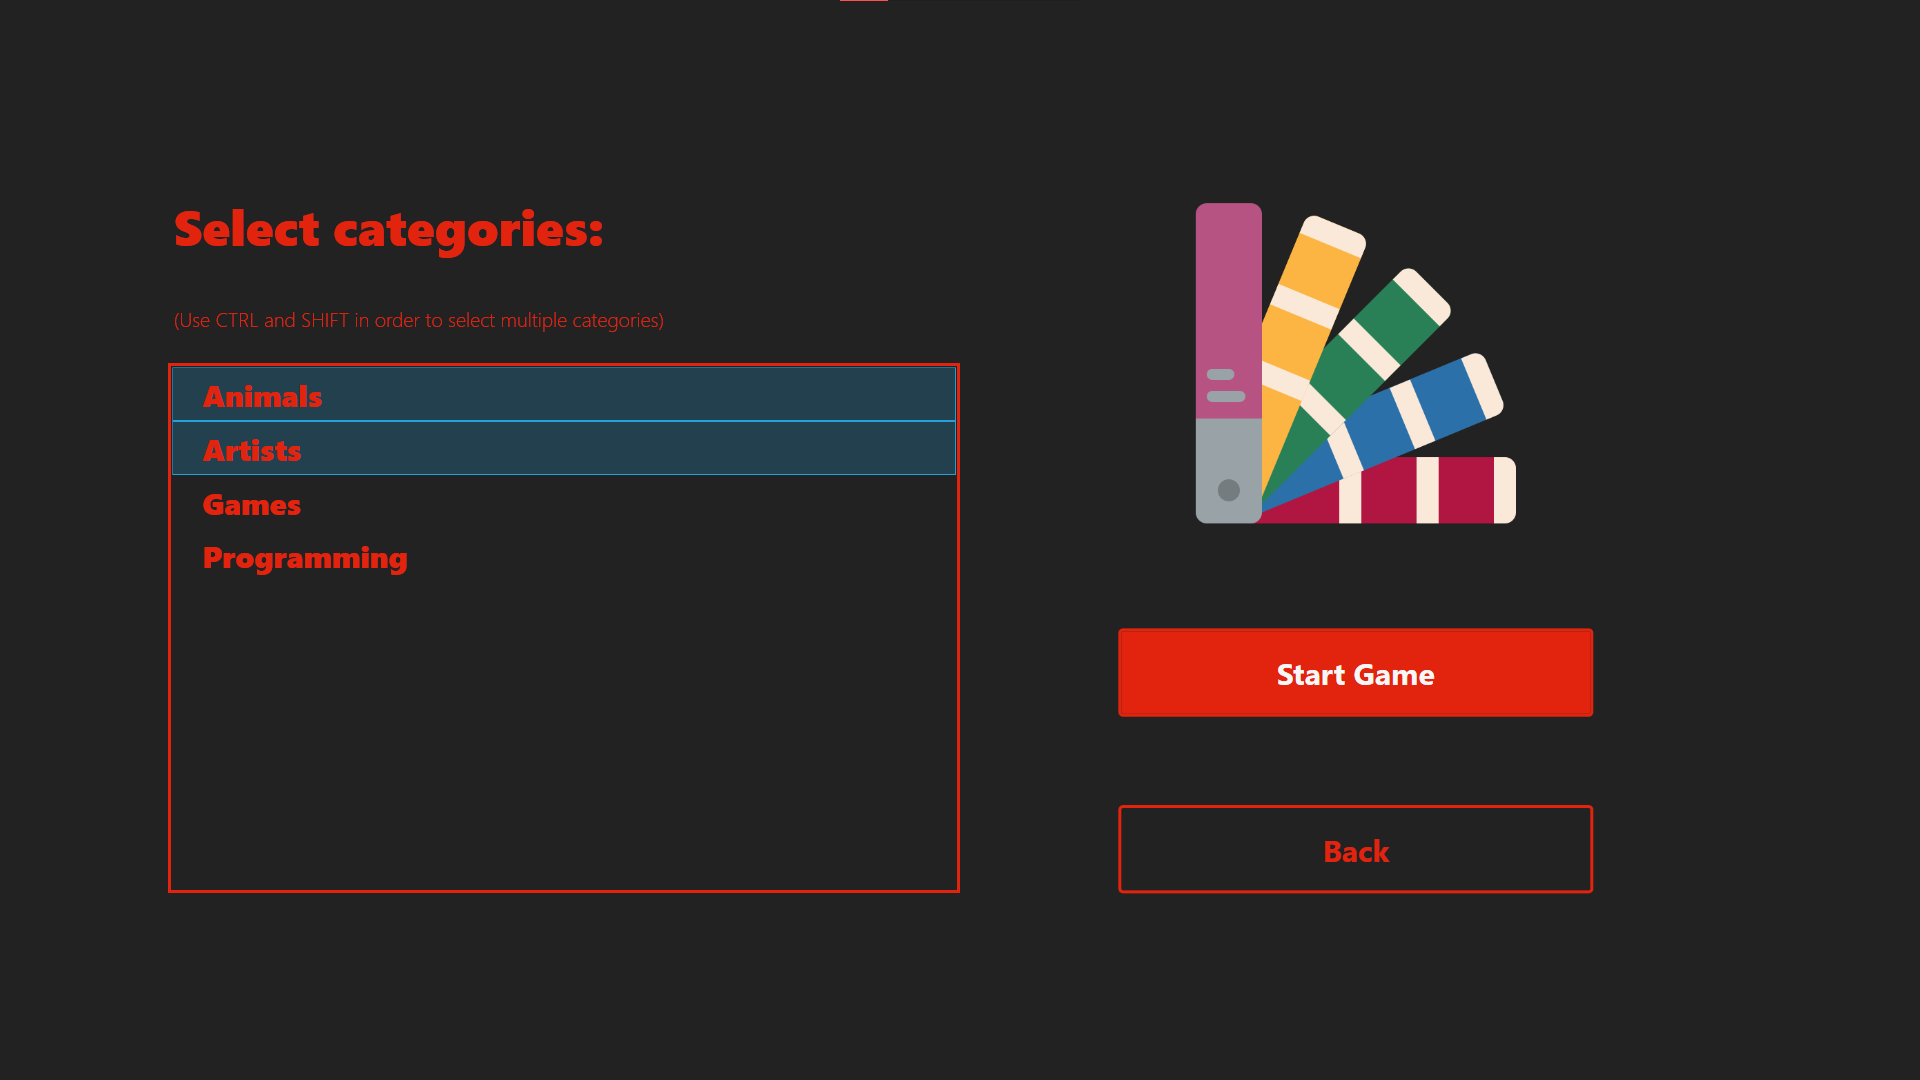 Select categories:
(Use CTRL and SHIFT in order to select multiple categories)
Animals
Artists
Games
Programming
Start Game
Back